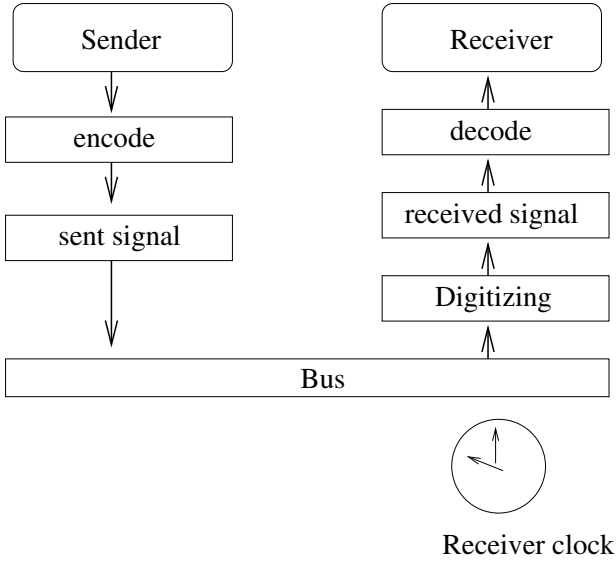 Sender
Receiver
encode
decode
sent signal
received signal
Digitizing
Bus
Receiver clock